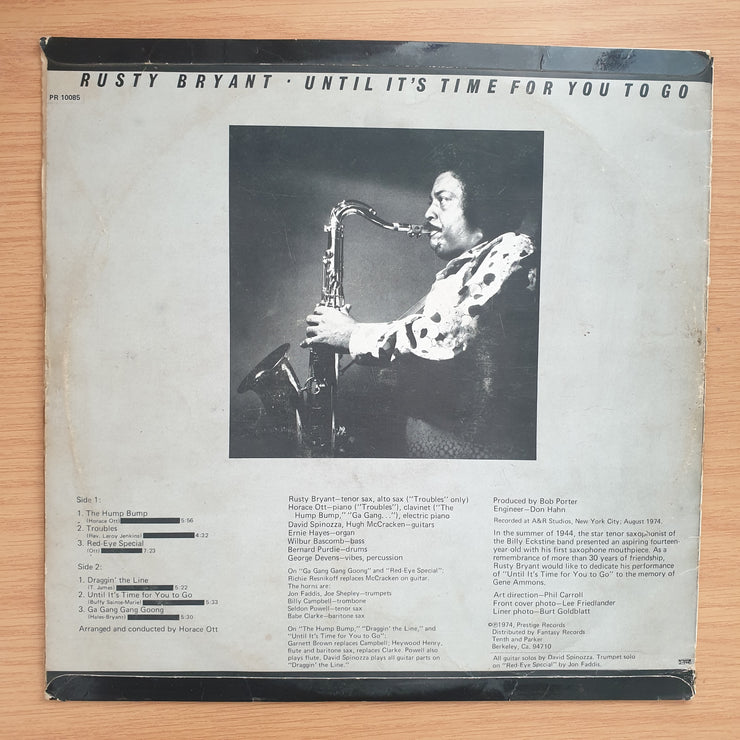 RUSTY BRYANT · UNTIL IT'S TIME FOR YOU TO GO
PR 10085
Side 1:
1. The Hump Bump
(Horace Ott) 5:56
2. Troubles
(Rev. Leroy Jenkins) 4:32
3. Red-Eye Special
(Ott) 7:23
Side 2:
1. Draggin' the Line
(T. James) 5:22
2. Until It's Time for You to Go
(Buffy Sainte-Marie) 5:33
3. Ga Gang Gang Goong
(Hales-Bryant) 5:30
Arranged and conducted by Horace Ott
Rusty Bryant—tenor sax, alto sax ("Troubles" only)
Horace Ott—piano ("Troubles"), clavinet ("The
Hump Bump," "Ga Gang. . ."), electric piano
David Spinozza, Hugh McCracken—guitars
Ernie Hayes—organ
Wilbur Bascomb—bass
Bernard Purdie—drums
George Devens—vibes, percussion
On "Ga Gang Gang Goong" and "Red-Eye Special":
Richie Resnikoff replaces McCracken on guitar.
The horns are:
Jon Faddis, Joe Shepley—trumpets
Billy Campbell—trombone
Seldon Powell—tenor sax
Babe Clarke—baritone sax.
On "The Hump Bump," "Draggin' the Line," and
"Until It's Time for You to Go":
Garnett Brown replaces Campbell; Heywood Henry,
flute and baritone sax, replaces Clarke. Powell also
plays flute. David Spinozza plays all guitar parts on
"Draggin' the Line."
Produced by Bob Porter
Engineer—Don Hahn
Recorded at A&R Studios, New York City; August 1974.
In the summer of 1944, the star tenor saxophonist of
the Billy Eckstine band presented an aspiring fourteen
year old with his first saxophone mouthpiece. As a
remembrance of more than 30 years of friendship,
Rusty Bryant would like to dedicate his performance
of "Until It's Time for You to Go" to the memory of
Gene Ammons.
Art direction—Phil Carroll
Front cover photo—Lee Friedlander
Liner photo—Burt Goldblatt
©℗1974, Prestige Records
Distributed by Fantasy Records
Tenth and Parker
Berkeley, Ca. 94710
All guitar solos by David Spinozza. Trumpet solo
on "Red-Eye Special" by Jon Faddis.